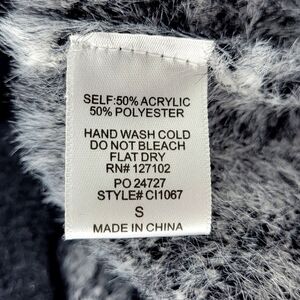 SELF:50% ACRYLIC
50% POLYESTER
HAND WASH COLD
DO NOT BLEACH
FLAT DRY
RN# 127102
PO 24727
STYLE# CI1067
S
MADE IN CHINA